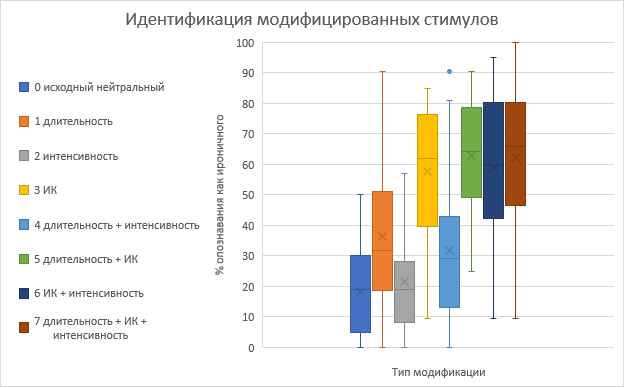 Идентификация модифицированных стимулов
0 исходный нейтральный
1 длительность
2 интенсивность
3 ИК
4 длительность + интенсивность
5 длительность + ИК
6 ИК + интенсивность
7 длительность + ИК +
интенсивность
% опознавания как ироничного
100
90
80
70
60
50
40
30
20
10
0
Тип модификации